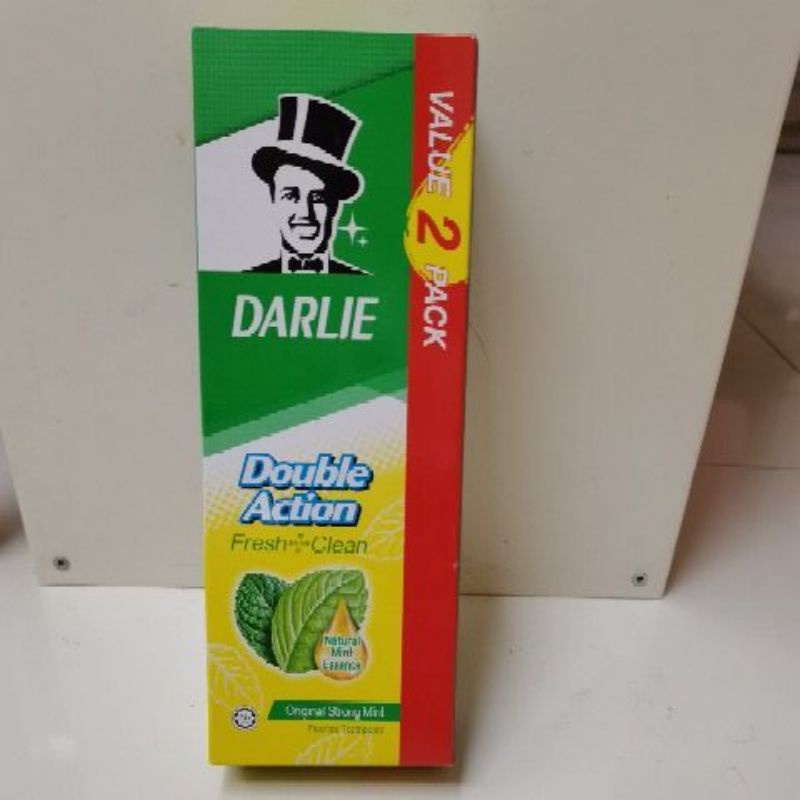 VALUE 2 PACK
DARLIE
Double
Action
Fresh Clean
Natural
Mint
Essence
Original Strong Mint
Fluoride Toothpaste